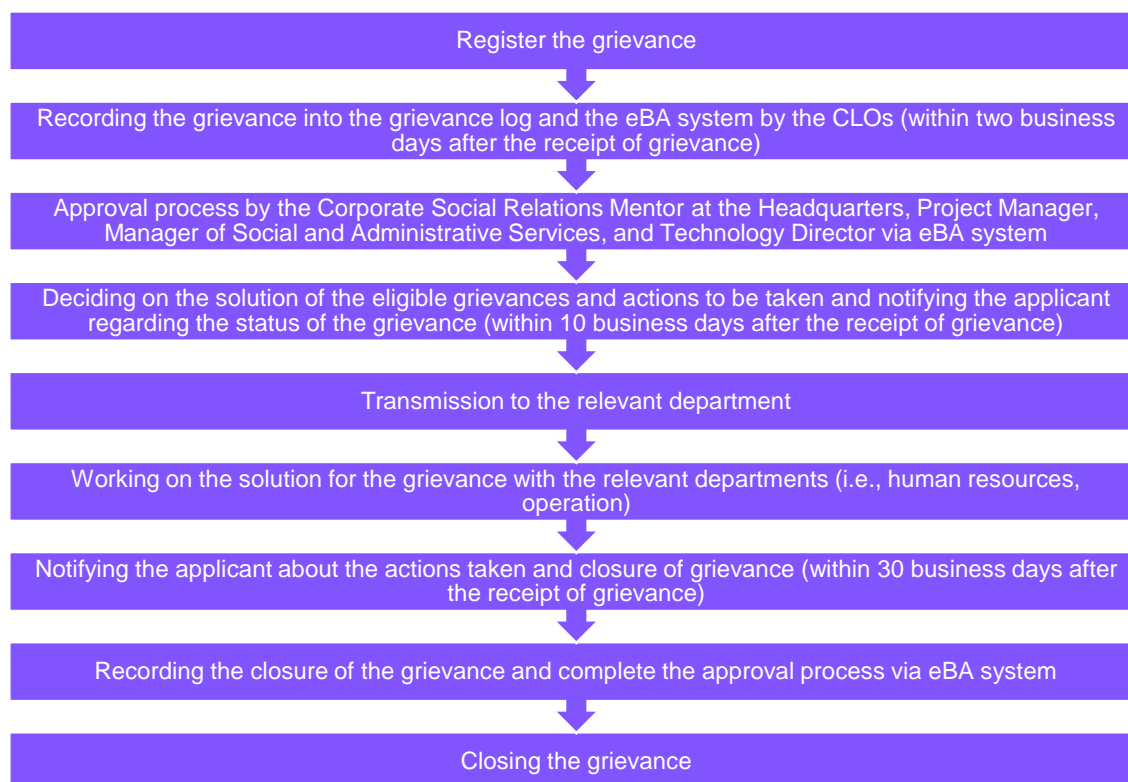 Register the grievance
Recording the grievance into the grievance log and the eBA system by the CLOs (within two business
days after the receipt of grievance)
Approval process by the Corporate Social Relations Mentor at the Headquarters, Project Manager,
Manager of Social and Administrative Services, and Technology Director via eBA system
Deciding on the solution of the eligible grievances and actions to be taken and notifying the applicant
regarding the status of the grievance (within 10 business days after the receipt of grievance)
Transmission to the relevant department
Working on the solution for the grievance with the relevant departments (i.e., human resources,
operation)
Notifying the applicant about the actions taken and closure of grievance (within 30 business days after
the receipt of grievance)
Recording the closure of the grievance and complete the approval process via eBA system
Closing the grievance